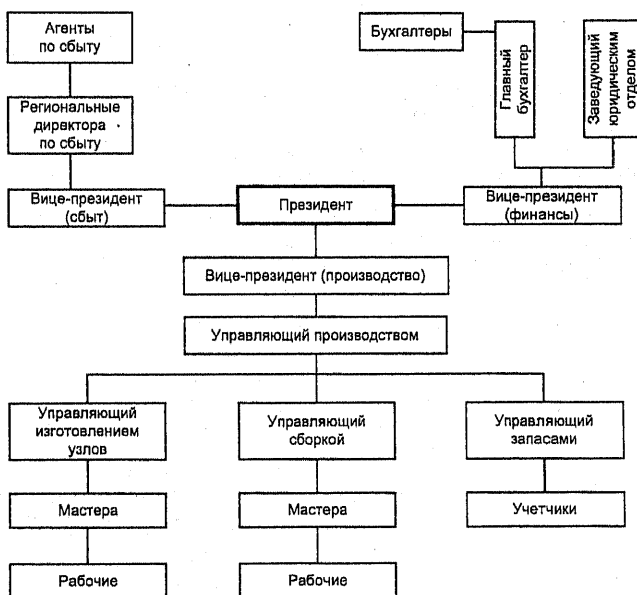 Агенты
по сбыту
Бухгалтеры
Главный
бухгалтер
Заведующий
юридическим
отделом
Региональные
директора
по сбыту
Вице-президент
(сбыт)
Президент
Вице-президент
(финансы)
Вице-президент (производство)
Управляющий производством
Управляющий
изготовлением
узлов
Управляющий
сборкой
Управляющий
запасами
Мастера
Мастера
Учетчики
Рабочие
Рабочие